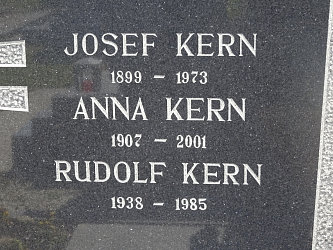 JOSEF KERN
1899 – 1973
ANNA KERN
1907 – 2001
RUDOLF KERN
1938 – 1985